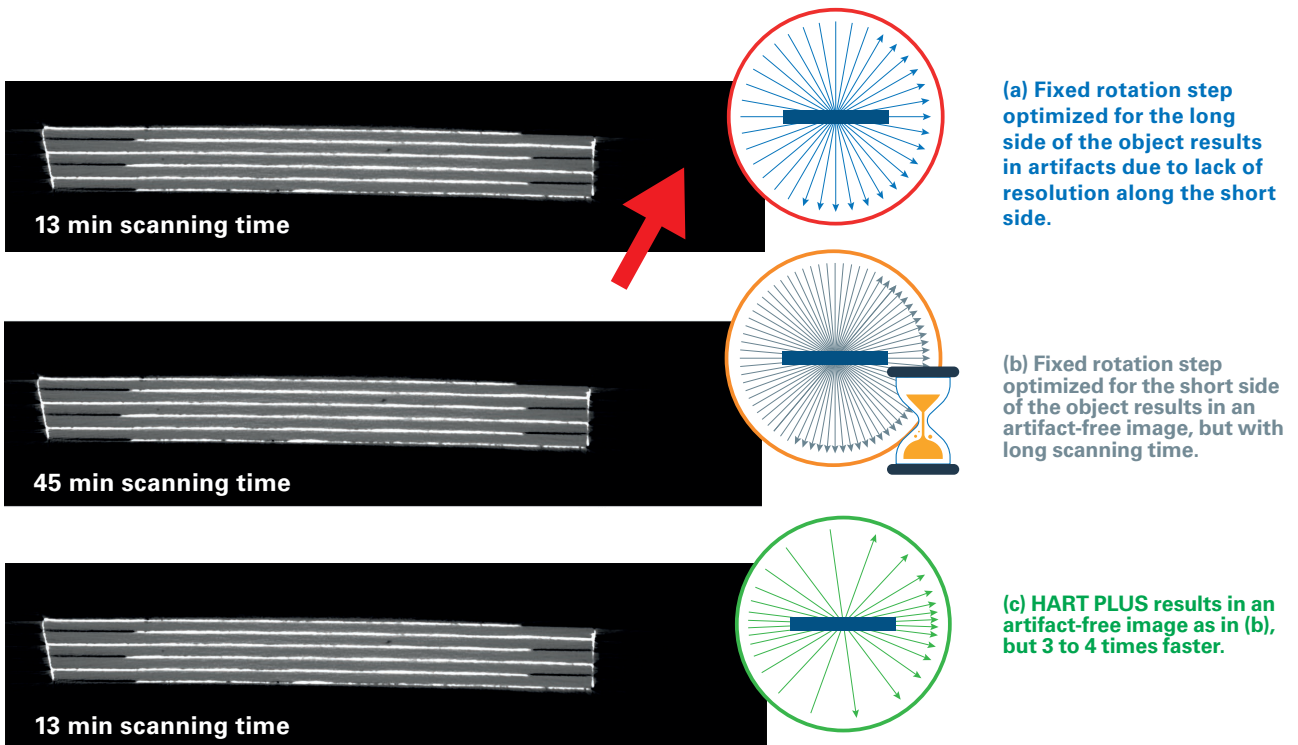 13 min scanning time
(a) Fixed rotation step
optimized for the long
side of the object results
in artifacts due to lack of
resolution along the short
side.
45 min scanning time
(b) Fixed rotation step
optimized for the short side
of the object results in an
artifact-free image, but with
long scanning time.
13 min scanning time
(c) HART PLUS results in an
artifact-free image as in (b),
but 3 to 4 times faster.